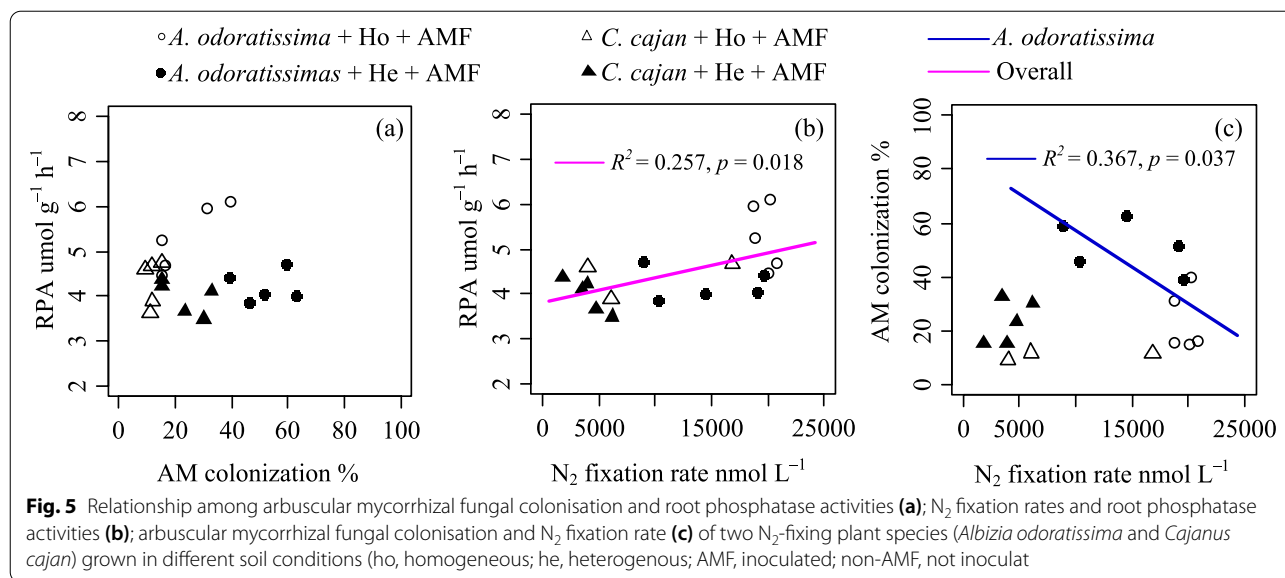 ○ A. odoratissima + Ho + AMF △ C. cajan + Ho + AMF A. odoratissima
● A. odoratissimas + He + AMF ▲ C. cajan + He + AMF Overall
(a)
RPA umol g⁻¹ h⁻¹
8
7
6
5
4
3
2
0 20 40 60 80 100
AM colonization %
(b)
R² = 0.257, p = 0.018
RPA umol g⁻¹ h⁻¹
8
7
6
5
4
3
2
0 5000 15000 25000
N₂ fixation rate nmol L⁻¹
(c)
R² = 0.367, p = 0.037
AM colonization %
100
80
60
40
20
0
0 5000 15000 25000
N₂ fixation rate nmol L⁻¹
Fig. 5 Relationship among arbuscular mycorrhizal fungal colonisation and root phosphatase activities (a); N₂ fixation rates and root phosphatase
activities (b); arbuscular mycorrhizal fungal colonisation and N₂ fixation rate (c) of two N₂-fixing plant species (Albizia odoratissima and Cajanus
cajan) grown in different soil conditions (ho, homogeneous; he, heterogenous; AMF, inoculated; non-AMF, not inoculat